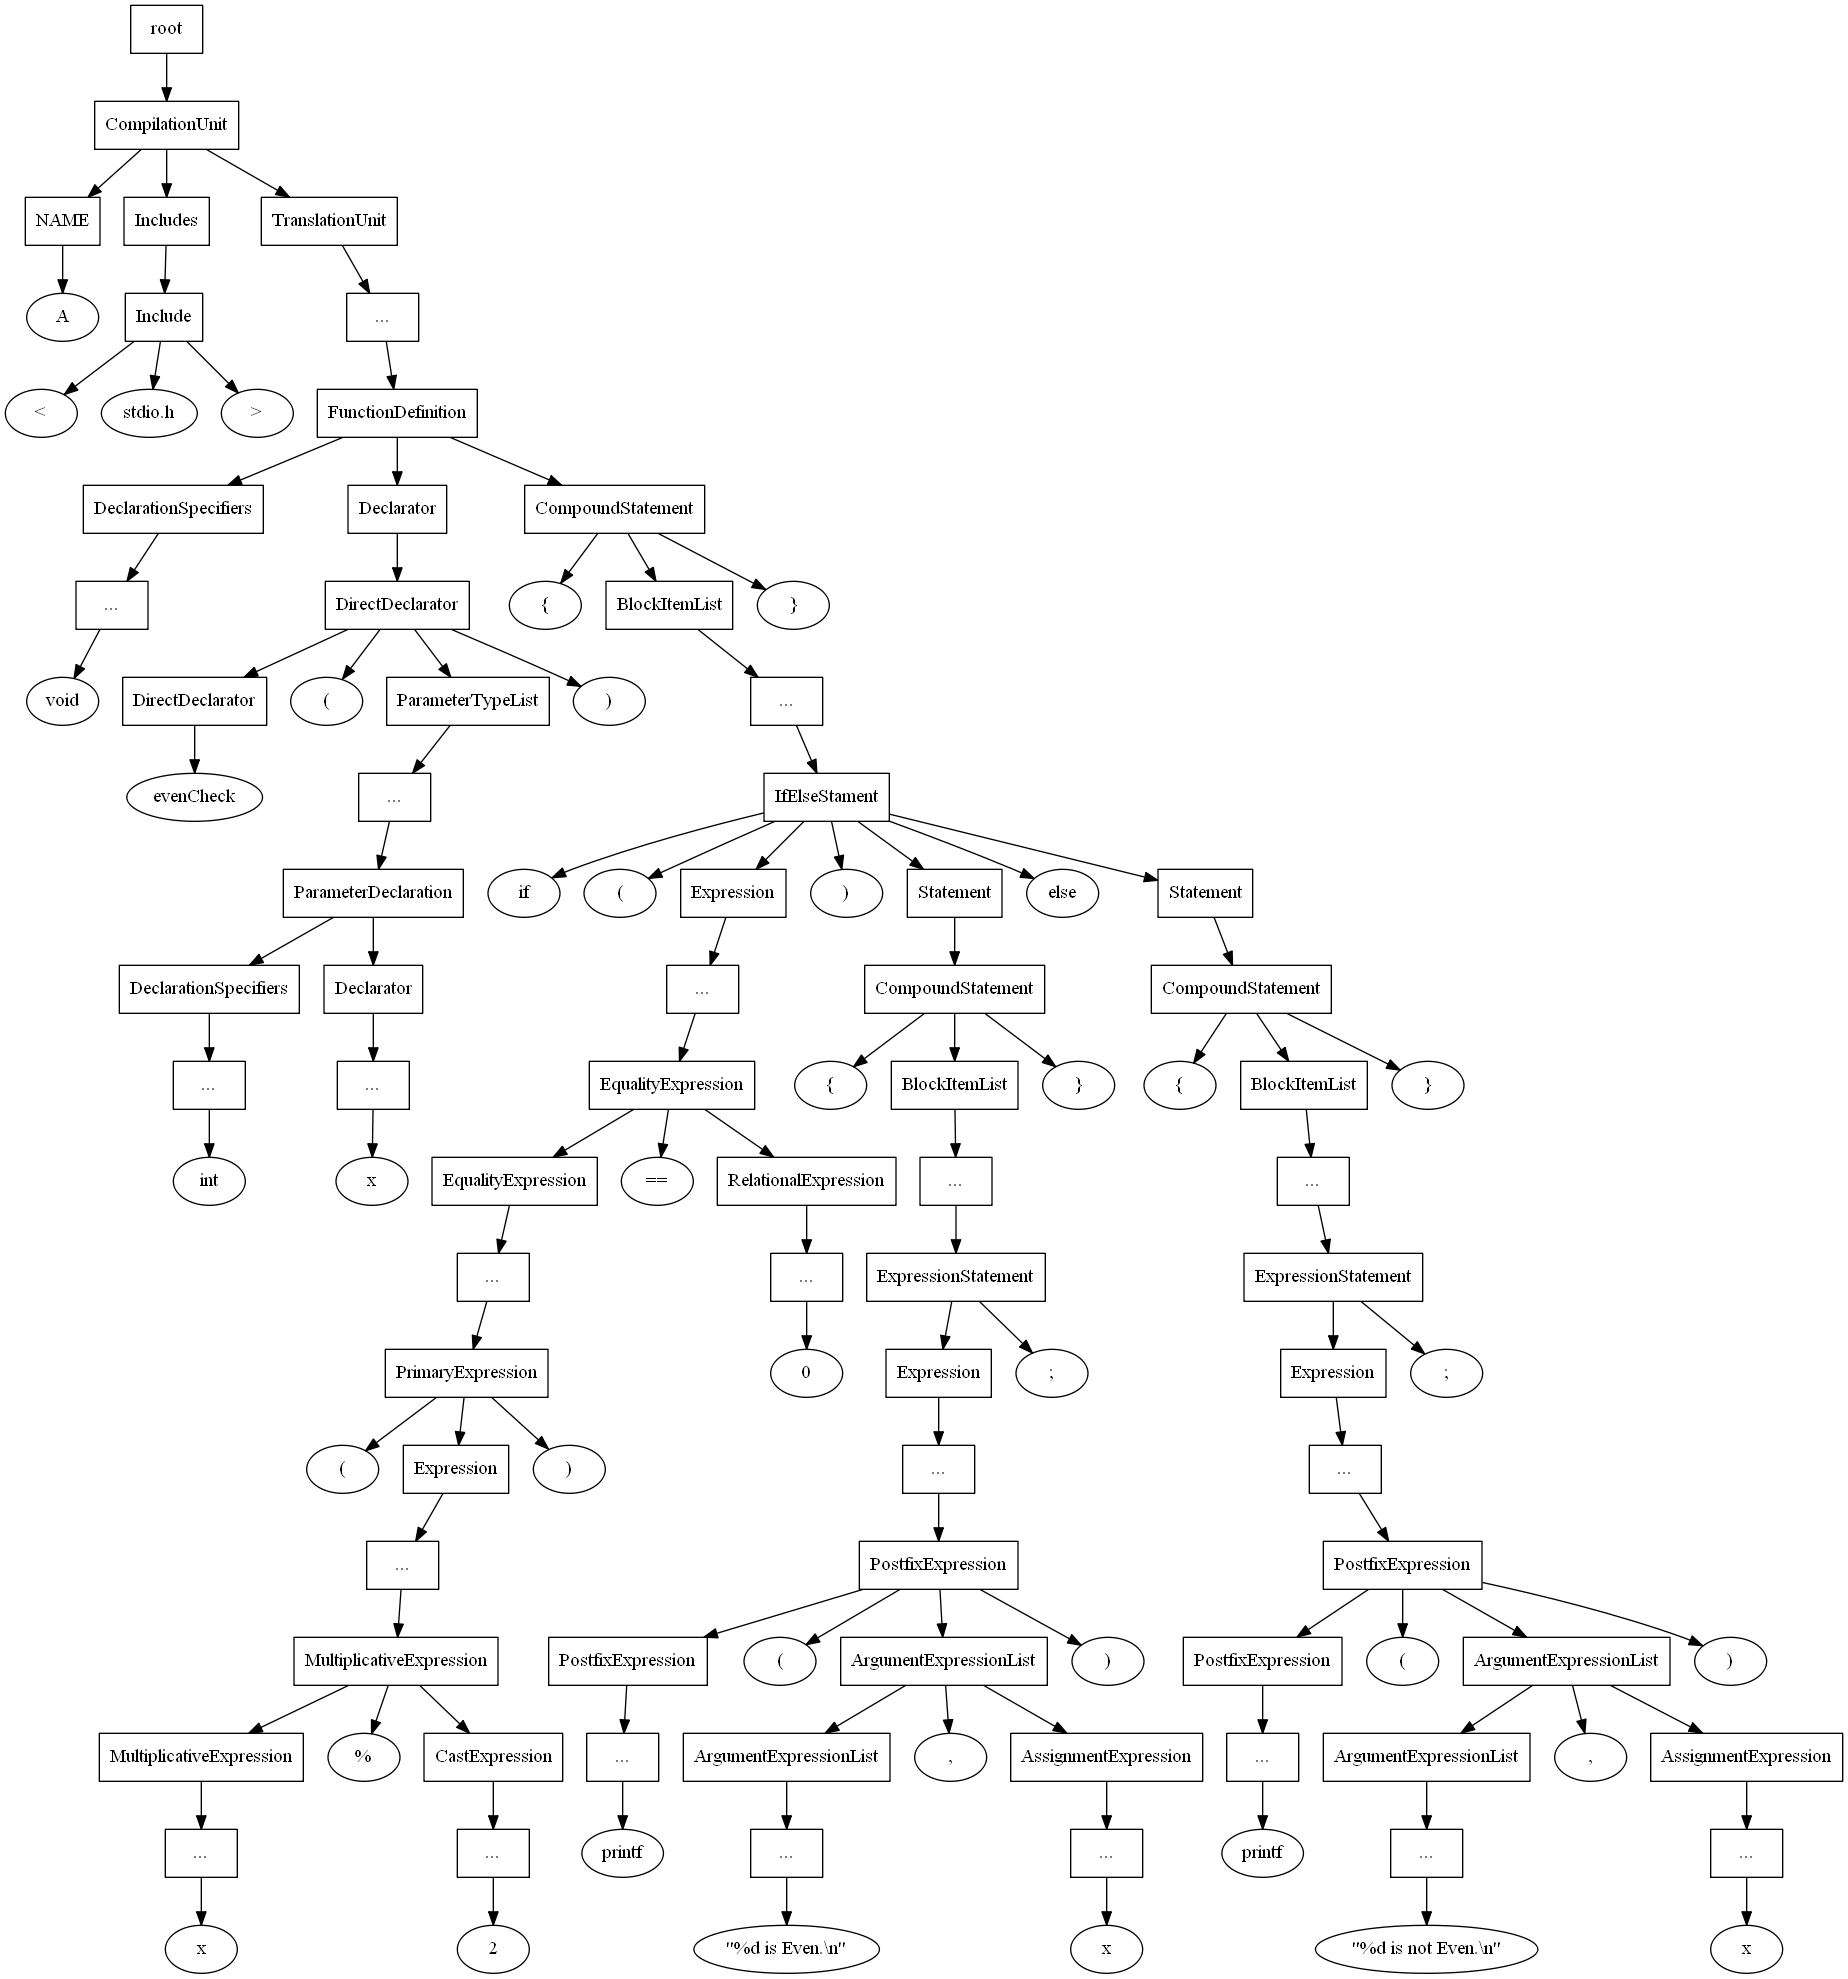 root
CompilationUnit
NAME Includes TranslationUnit
A Include ...
< stdio.h > FunctionDefinition
DeclarationSpecifiers Declarator CompoundStatement
... DirectDeclarator { BlockItemList }
void DirectDeclarator ( ParameterTypeList ) ...
evenCheck ... IfElseStament
ParameterDeclaration if ( Expression ) Statement else Statement
DeclarationSpecifiers Declarator ... CompoundStatement CompoundStatement
... ... EqualityExpression { BlockItemList } { BlockItemList }
int x EqualityExpression == RelationalExpression ... ...
... ... ExpressionStatement ExpressionStatement
PrimaryExpression 0 Expression ; Expression ;
( Expression ) ... ...
... PostfixExpression PostfixExpression
MultiplicativeExpression PostfixExpression ( ArgumentExpressionList ) PostfixExpression ( ArgumentExpressionList )
MultiplicativeExpression % CastExpression ... ArgumentExpressionList , AssignmentExpression ... ArgumentExpressionList , AssignmentExpression
... ... printf ... ... printf ... ...
x 2 "%d is Even.\n" x "%d is not Even.\n" x